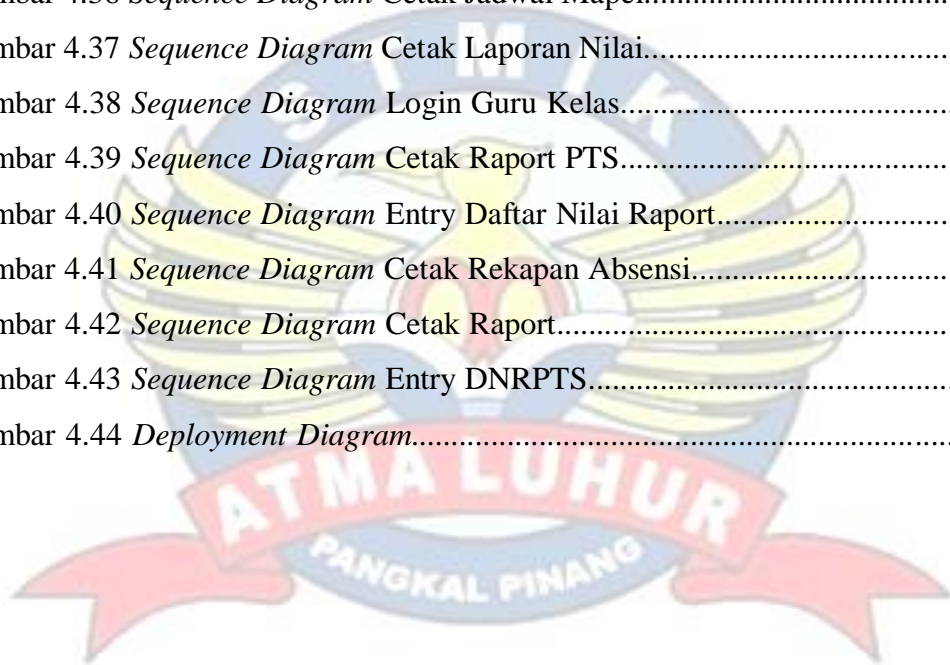 mbar 4.36 Sequence Diagram Cetak Jadwal Mapel
mbar 4.37 Sequence Diagram Cetak Laporan Nilai
mbar 4.38 Sequence Diagram Login Guru Kelas
mbar 4.39 Sequence Diagram Cetak Raport PTS
mbar 4.40 Sequence Diagram Entry Daftar Nilai Raport
mbar 4.41 Sequence Diagram Cetak Rekapan Absensi
mbar 4.42 Sequence Diagram Cetak Raport
mbar 4.43 Sequence Diagram Entry DNRPTS
mbar 4.44 Deployment Diagram
STMIK
ATMA LUHUR
PANGKAL PINANG